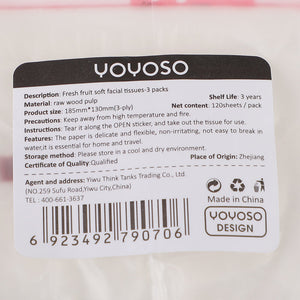 YOYOSO
Description: Fresh fruit soft facial tissues-3 packs
Material: raw wood pulp Shelf Life: 3 years
Product size: 185mm*130mm(3-ply) Net content: 120sheets / pack
Precautions: Keep away from high temperature and fire.
Instructions: Tear it along the OPEN sticker, and take out the tissue for use.
Features: The paper is delicate and flexible, non-irritating, not easy to break in
water, easy for home and travel.
Storage method: Please store in a cool and dry environment.
Certificate of Quality: Qualified Place of Origin: Zhejiang
Agent and address: Yiwu Think Tanks Trading Co., Ltd.
(NO.259 Sufu Road,Yiwu City,China)
TEL: 400-661-3637
Made in China
YOYOSO
DESIGN
6 923492 790706